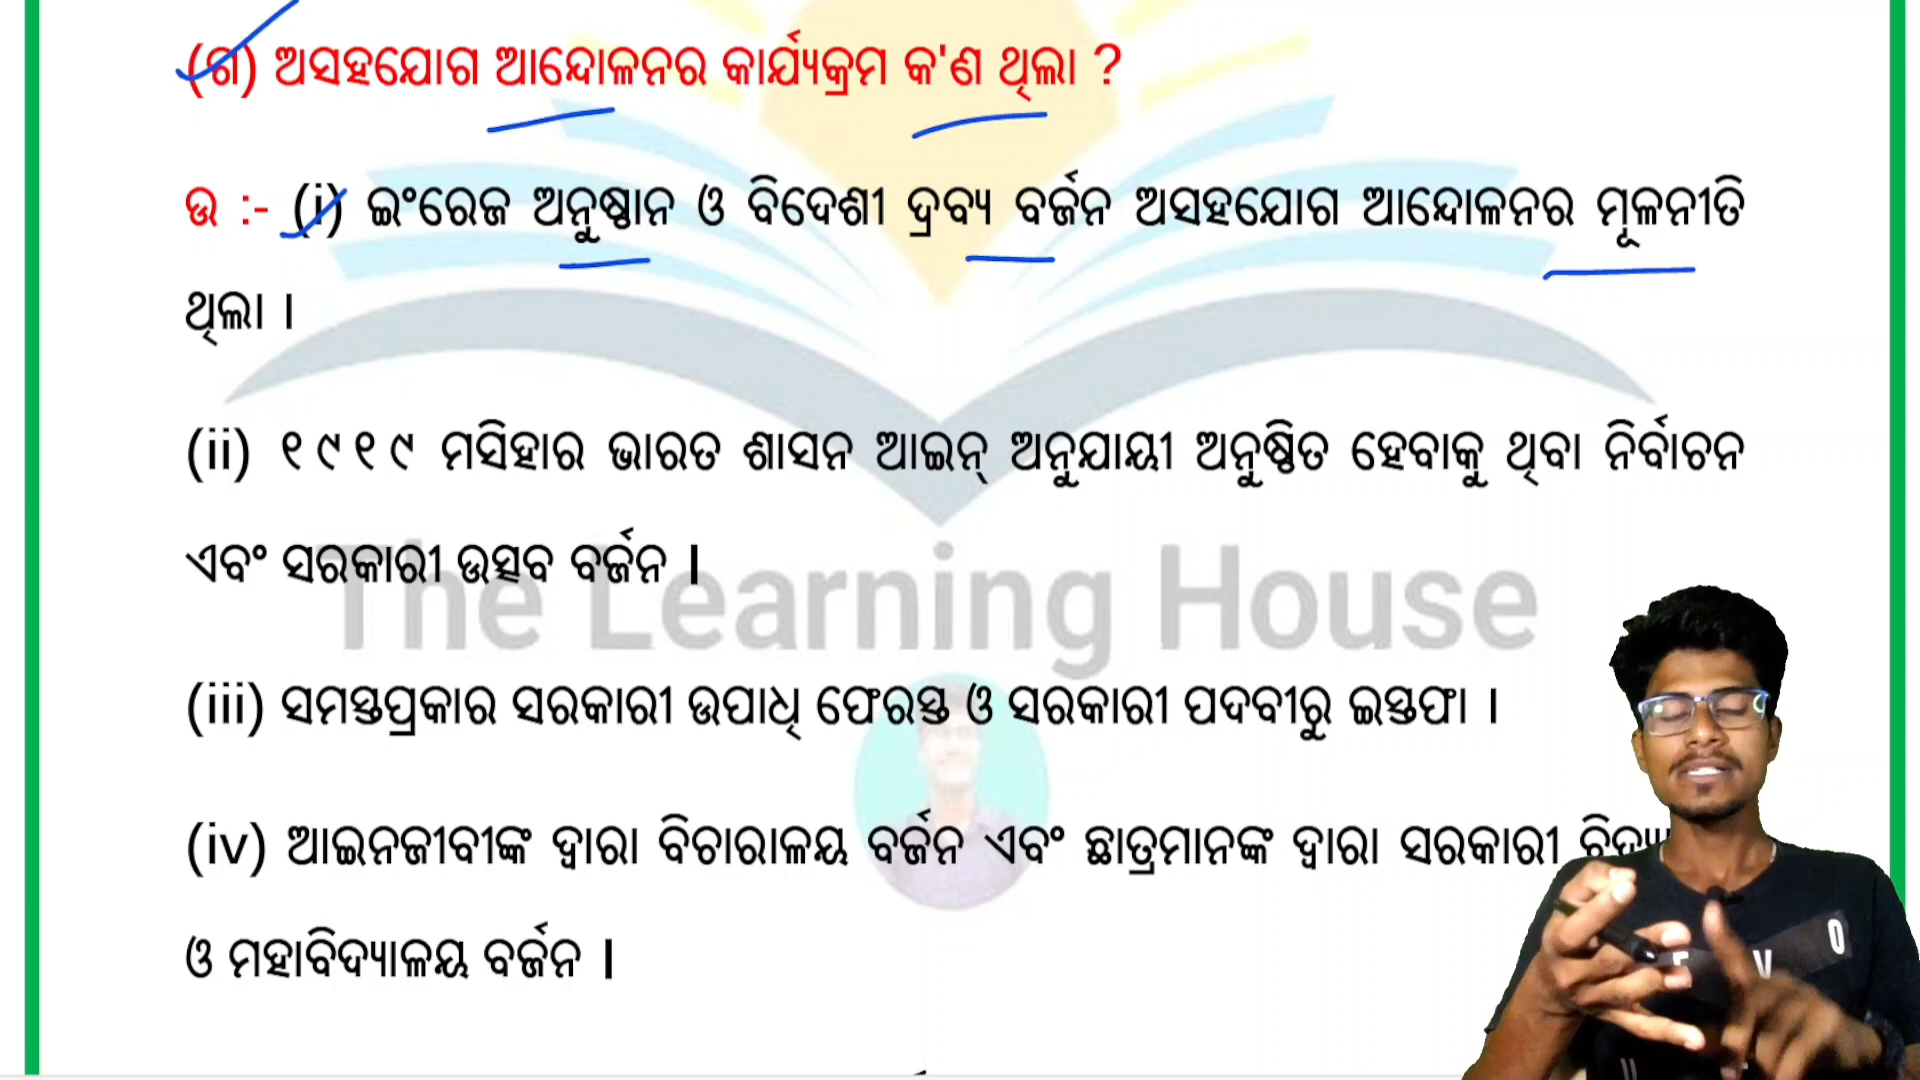 (ଗ) ଅସହଯୋଗ ଆନ୍ଦୋଳନର କାର୍ଯ୍ୟକ୍ରମ କ'ଣ ଥିଲା ?
ଉ :- (i) ଇଂରେଜ ଅନୁଷ୍ଠାନ ଓ ବିଦେଶୀ ଦ୍ରବ୍ୟ ବର୍ଜନ ଅସହଯୋଗ ଆନ୍ଦୋଳନର ମୂଳନୀତି
ଥିଲା ।
(ii) ୧୯୧୯ ମସିହାର ଭାରତ ଶାସନ ଆଇନ୍ ଅନୁଯାୟୀ ଅନୁଷ୍ଠିତ ହେବାକୁ ଥିବା ନିର୍ବାଚନ
ଏବଂ ସରକାରୀ ଉତ୍ସବ ବର୍ଜନ ।
The Learning House
(iii) ସମସ୍ତପ୍ରକାର ସରକାରୀ ଉପାଧି ଫେରସ୍ତ ଓ ସରକାରୀ ପଦବୀରୁ ଇସ୍ତଫା ।
(iv) ଆଇନଜୀବୀଙ୍କ ଦ୍ୱାରା ବିଚାରାଳୟ ବର୍ଜନ ଏବଂ ଛାତ୍ରମାନଙ୍କ ଦ୍ୱାରା ସରକାରୀ
ଓ ମହାବିଦ୍ୟାଳୟ ବର୍ଜନ ।